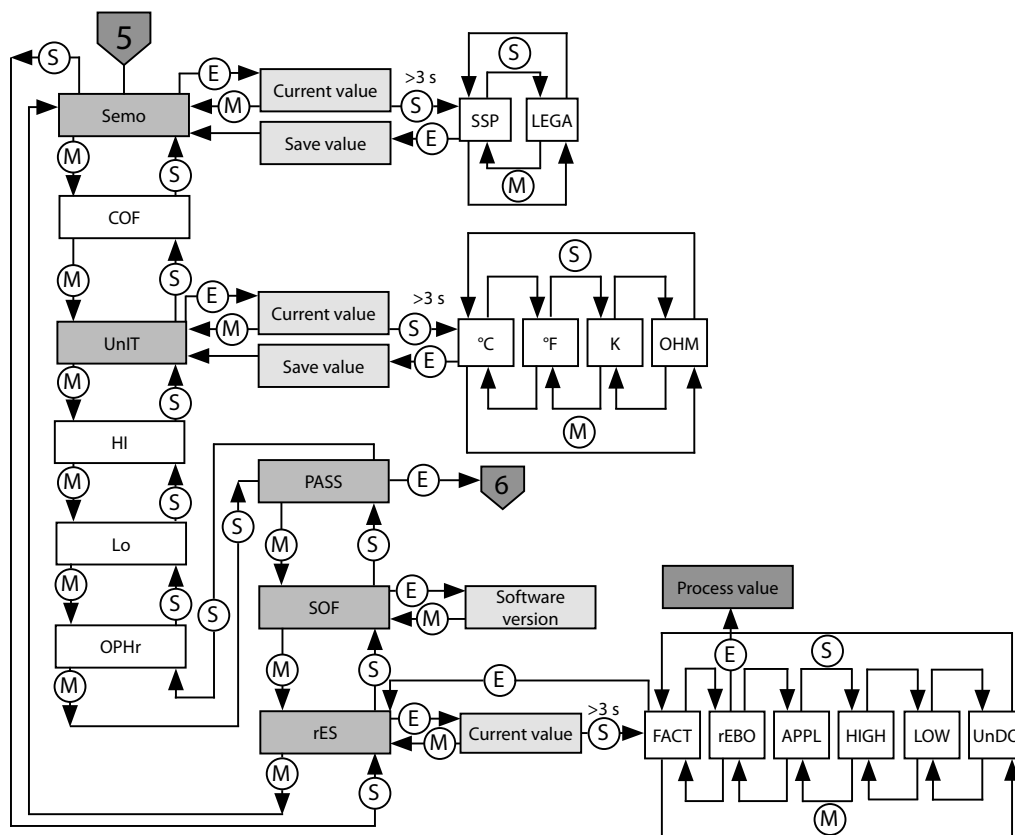 5
S
E
Current value
>3 s
S
SSP
LEGA
Semo
M
S
Save value
E
M
M
S
COF
M
S
E
Current value
>3 s
S
°C
°F
K
OHM
UnIT
M
S
Save value
E
M
M
S
HI
PASS
E
6
M
S
S
M
S
Lo
M
S
S
SOF
E
M
Software
version
Process value
OPHr
M
M
S
E
E
S
rES
E
M
Current value
>3 s
S
FACT
rEBO
APPL
HIGH
LOW
UnDO
M
S
M